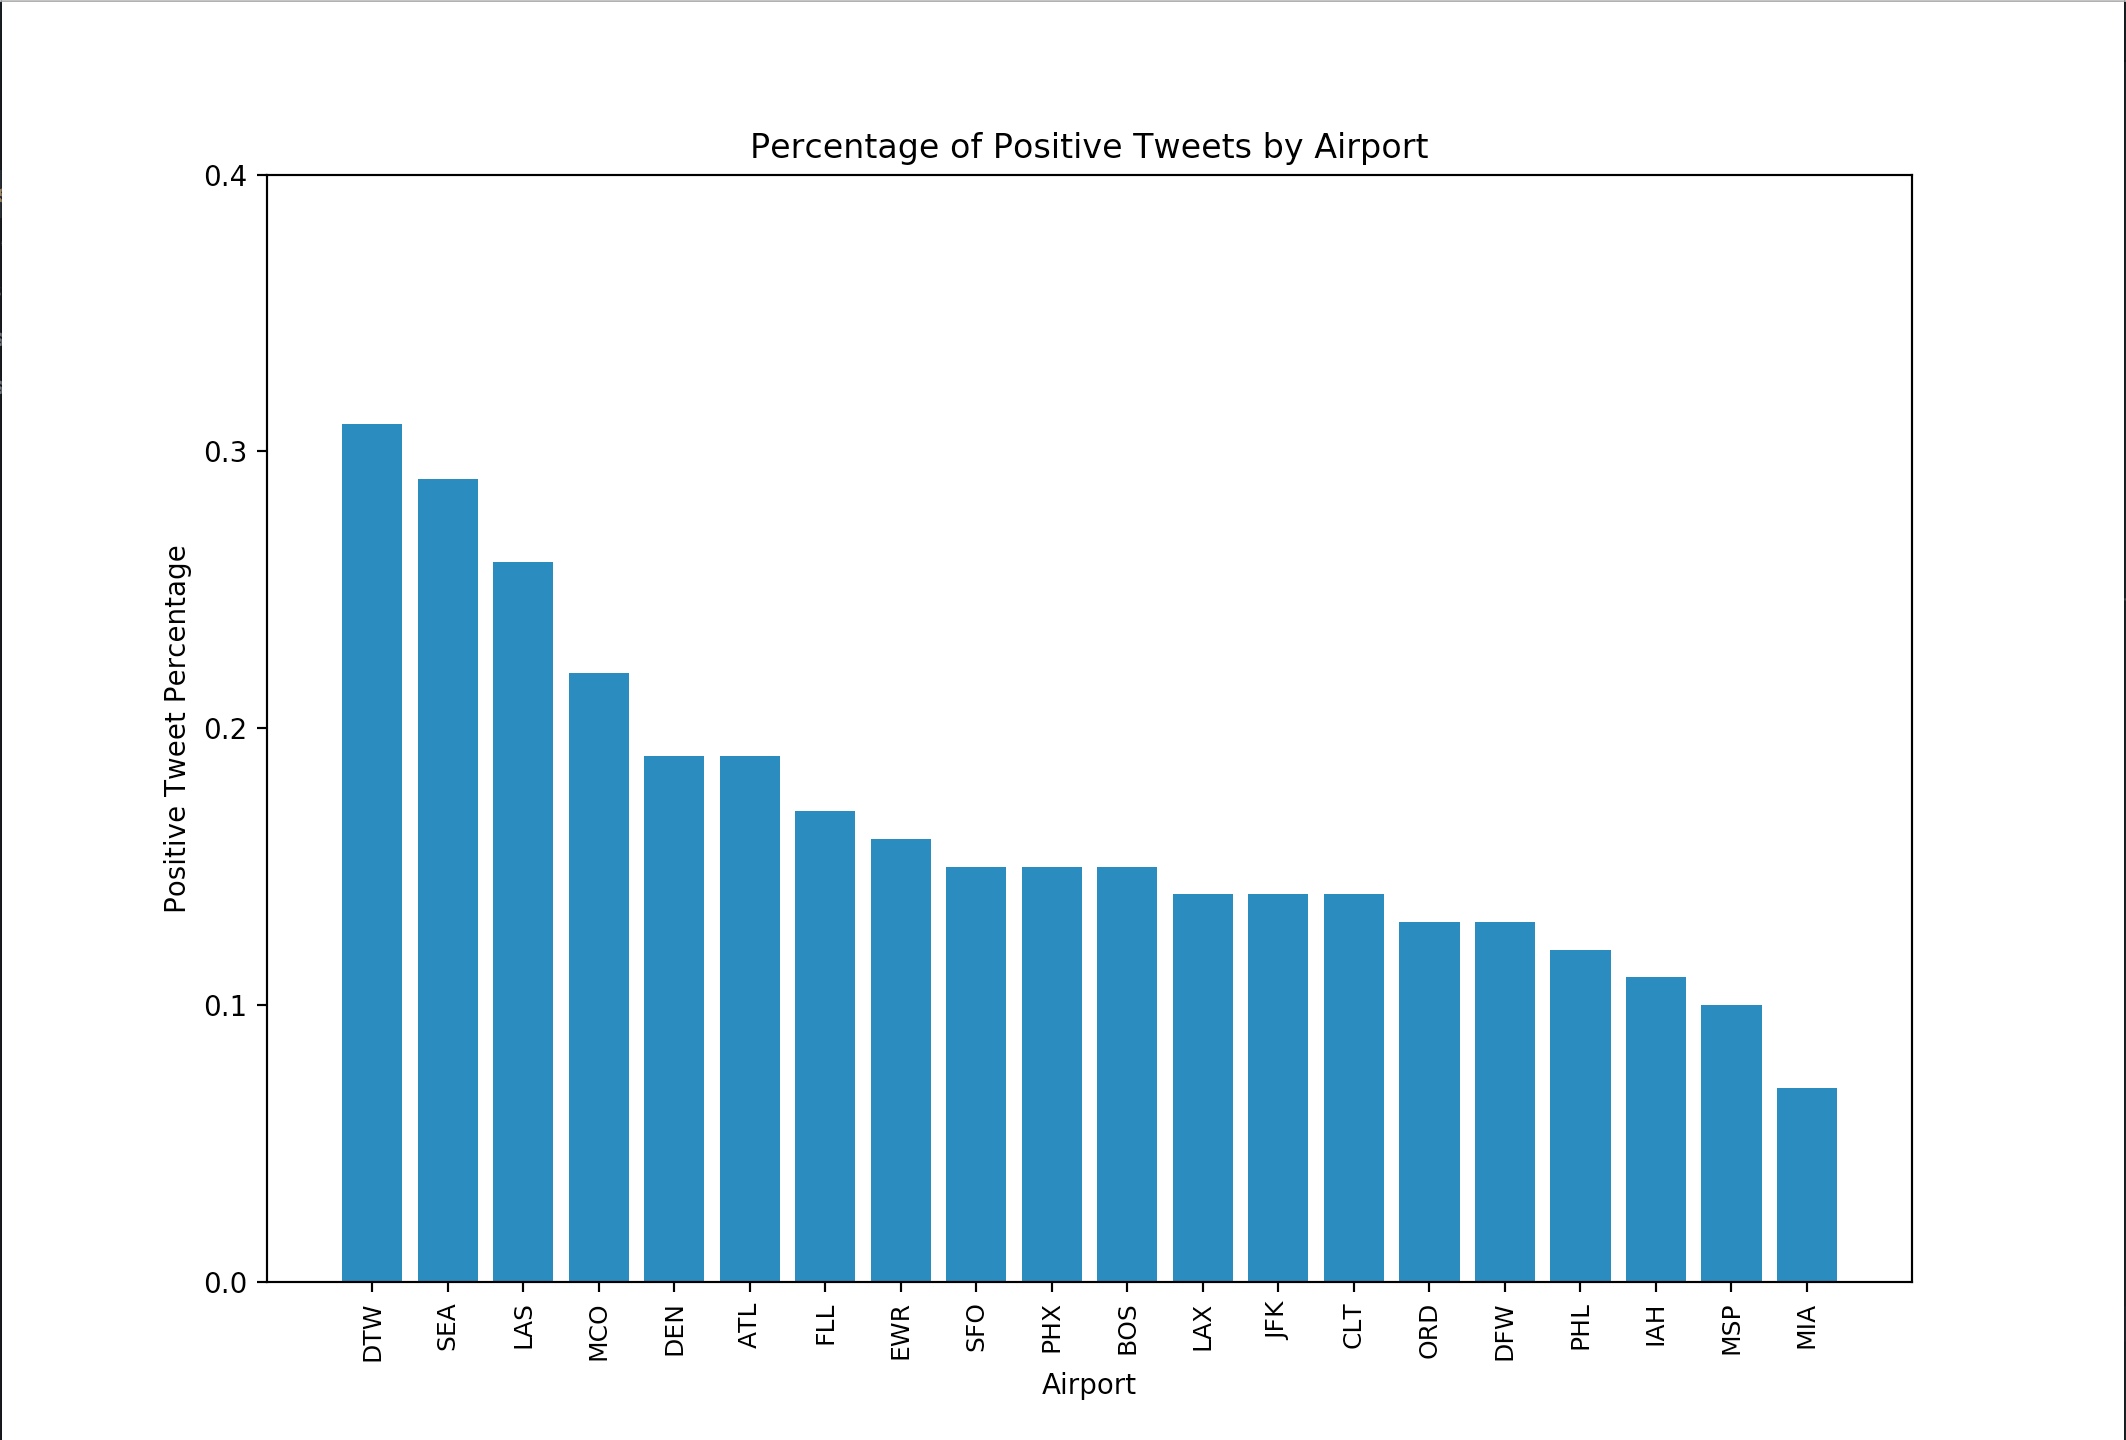 Percentage of Positive Tweets by Airport
0.4
0.3
0.2
0.1
0.0
Positive Tweet Percentage
DTW
SEA
LAS
MCO
DEN
ATL
FLL
EWR
SFO
PHX
BOS
LAX
JFK
CLT
ORD
DFW
PHL
IAH
MSP
MIA
Airport